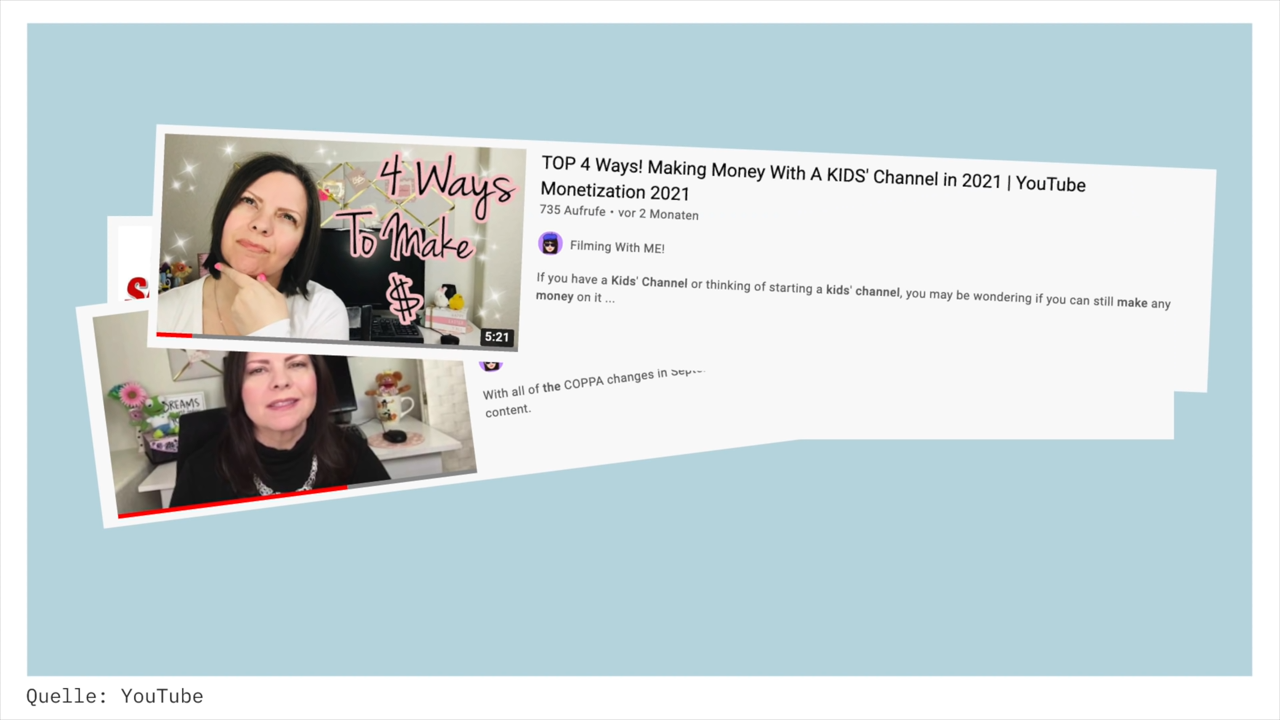 4 Ways
To Make
$
5:21
TOP 4 Ways! Making Money With A KIDS' Channel in 2021 | YouTube
Monetization 2021
735 Aufrufe • vor 2 Monaten
Filming With ME!
If you have a Kids' Channel or thinking of starting a kids' channel, you may be wondering if you can still make any
money on it ...
DREAMS
With all of the COPPA changes in
content.
Quelle: YouTube